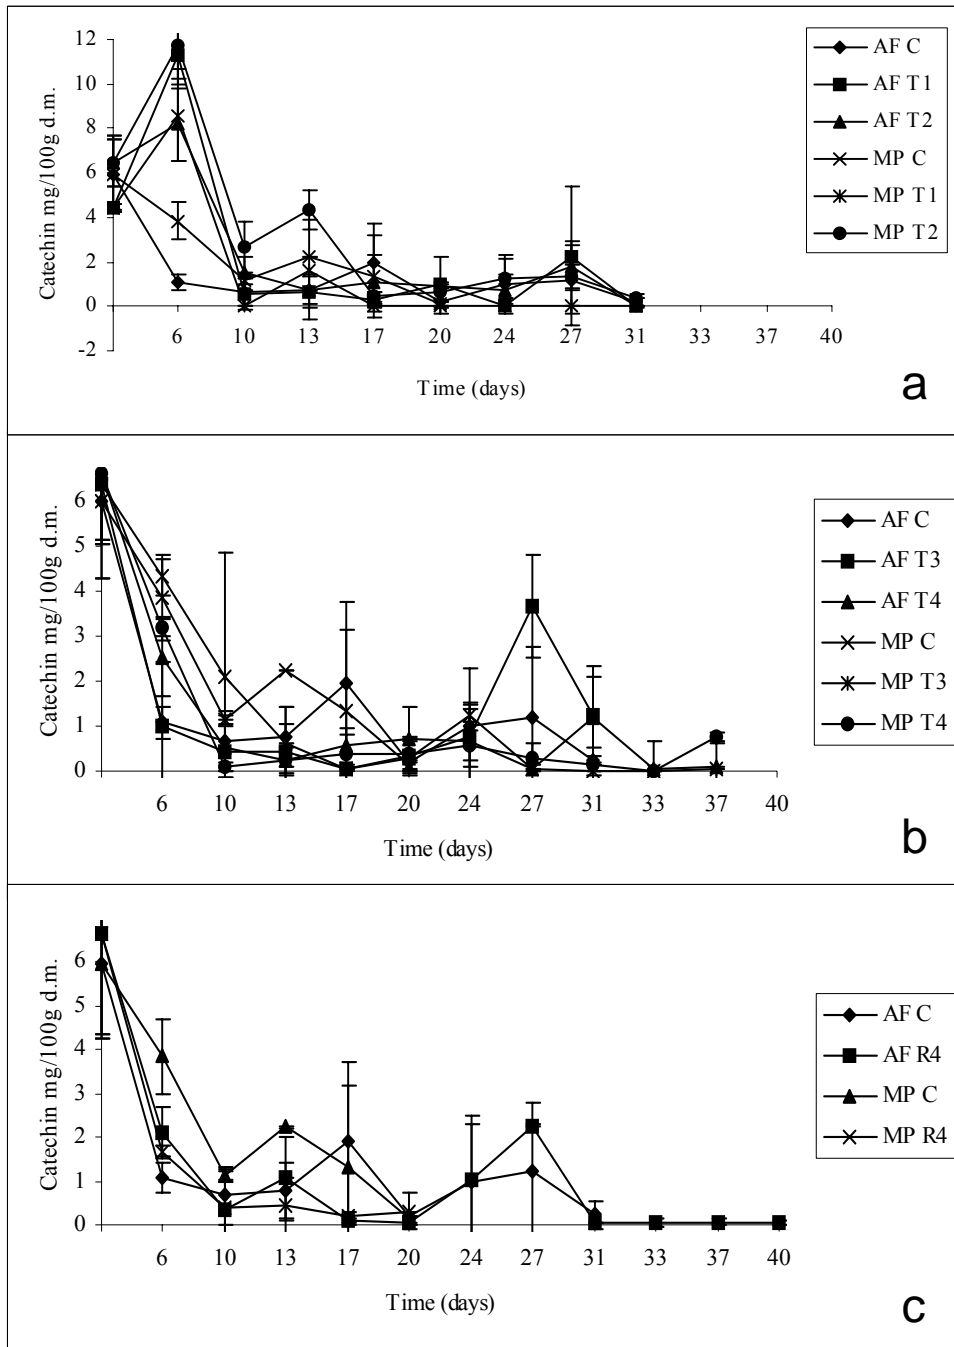 12
10
8
6
4
2
0
-2
Catechin mg/100g d.m.
6 10 13 17 20 24 27 31 33 37 40
Time (days)
AF C
AF T1
AF T2
MP C
MP T1
MP T2
a
6
5
4
3
2
1
0
Catechin mg/100g d.m.
6 10 13 17 20 24 27 31 33 37 40
Time (days)
AF C
AF T3
AF T4
MP C
MP T3
MP T4
b
6
5
4
3
2
1
0
Catechin mg/100g d.m.
6 10 13 17 20 24 27 31 33 37 40
Time (days)
AF C
AF R4
MP C
MP R4
c